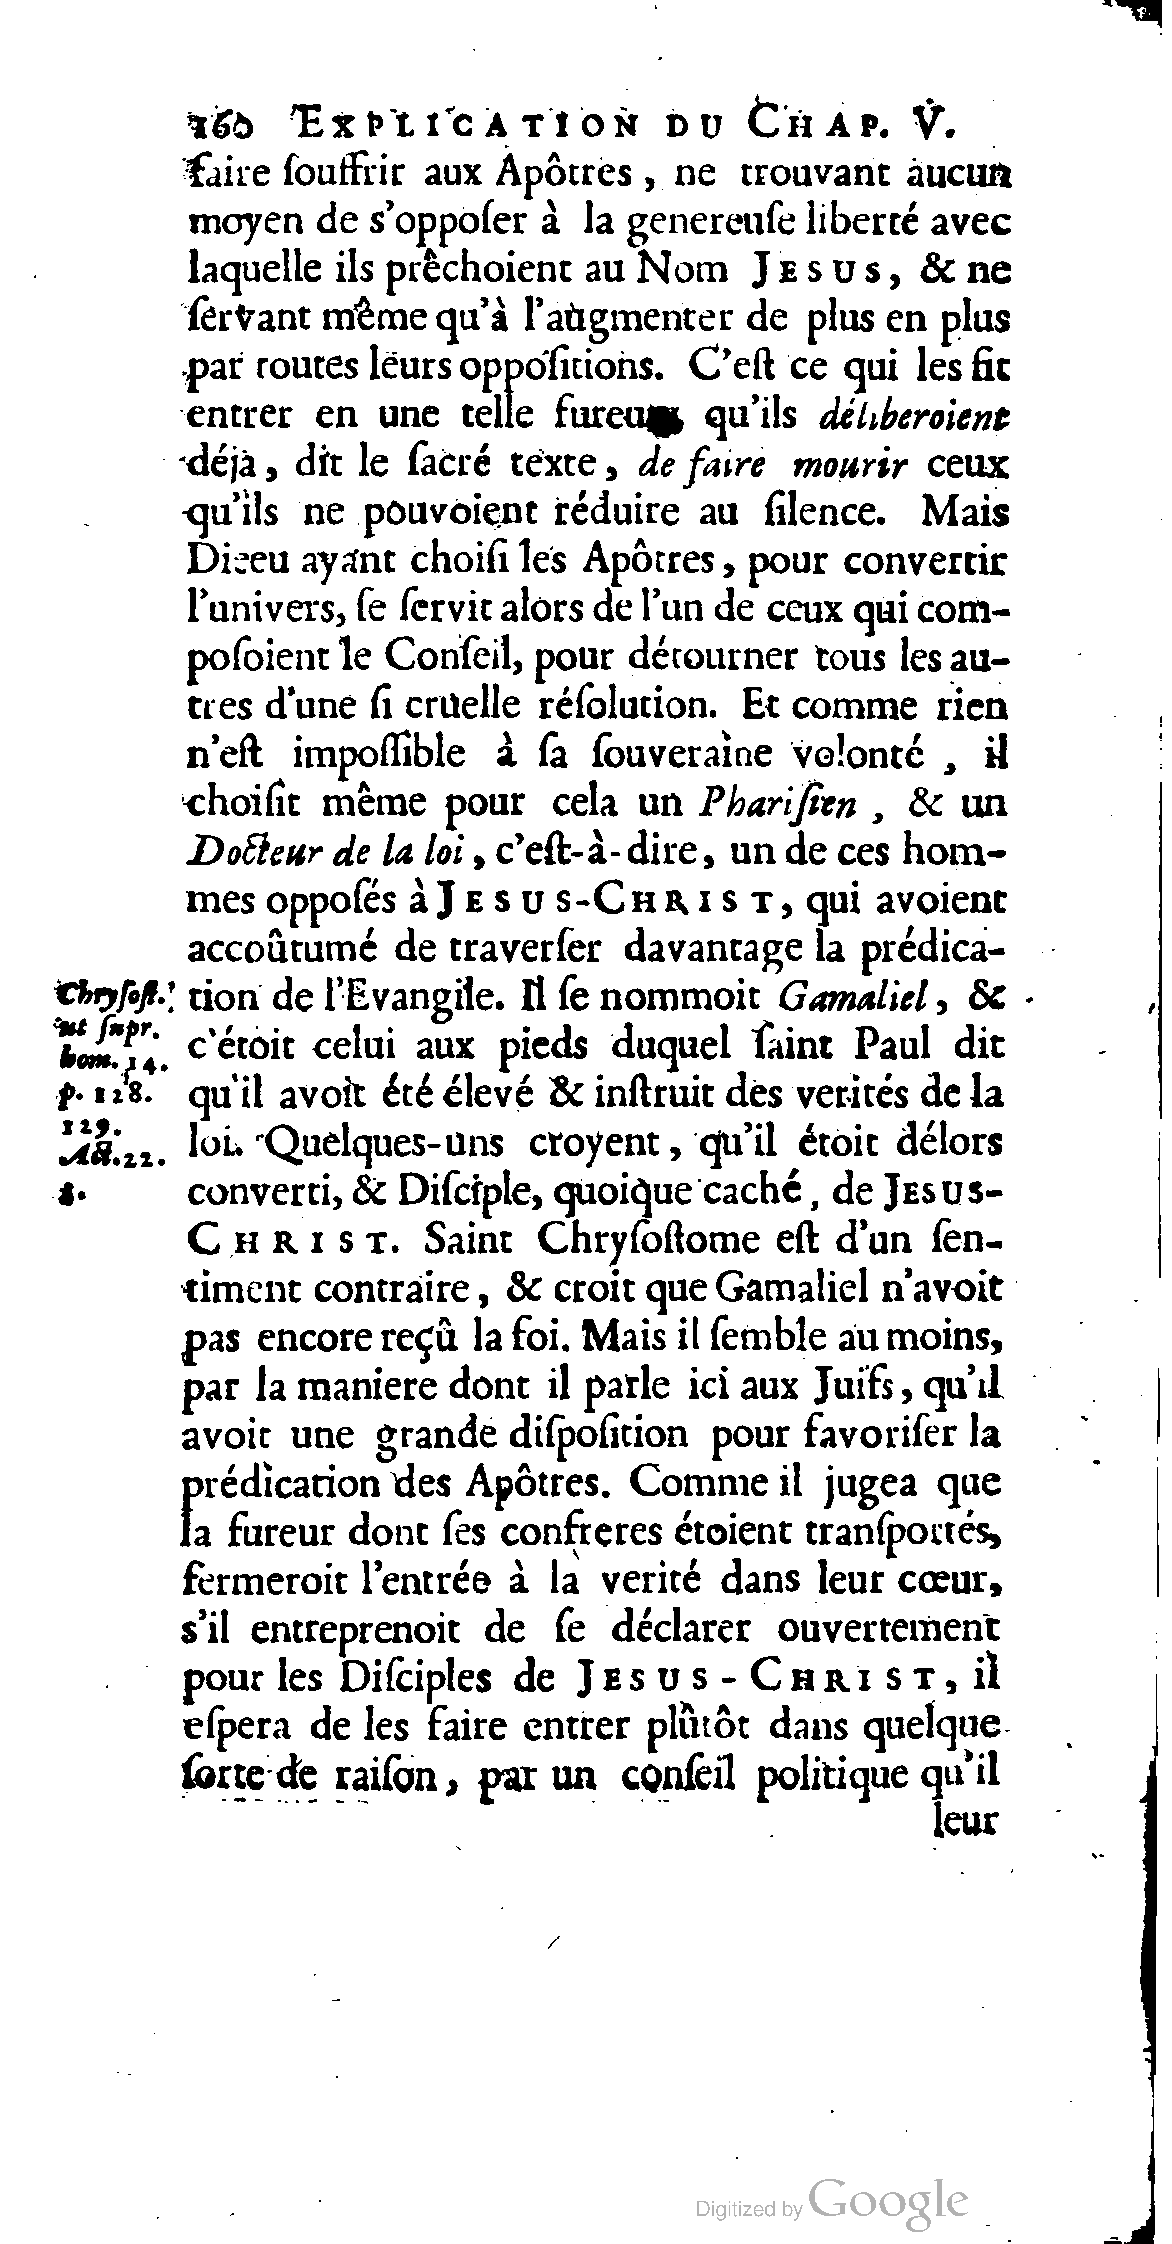 160 EXPLICATION DU CHAP. V.
faire ſouffrir aux Apôtres, ne trouvant aucun
moyen de s'oppoſer à la genereuſe liberté avec
laquelle ils prêchoient au Nom JESUS, & ne
ſervant même qu'à l'augmenter de plus en plus
par toutes leurs oppoſitions. C'eſt ce qui les fit
entrer en une telle fureur, qu'ils déliberoient
déjà, dit le ſacré texte, de faire mourir ceux
qu'ils ne pouvoient réduire au ſilence. Mais
Dieeu ayant choiſi les Apôtres, pour convertir
l'univers, ſe ſervit alors de l'un de ceux qui com-
poſoient le Conſeil, pour détourner tous les au-
tres d'une ſi cruelle réſolution. Et comme rien
n'eſt impoſſible à ſa ſouveraine volonté, il
choiſit même pour cela un Phariſien, & un
Docteur de la loi, c'eſt-à-dire, un de ces hom-
mes oppoſés à JESUS-CHRIST, qui avoient
accoûtumé de traverſer davantage la prédica-
tion de l'Evangile. Il ſe nommoit Gamaliel, &
c'étoit celui aux pieds duquel ſaint Paul dit
qu'il avoit été élevé & inſtruit des verités de la
loi. Quelques-uns croyent, qu'il étoit délors
converti, & Diſciple, quoique caché, de JESUS-
CHRIST. Saint Chryſoſtome eſt d'un ſen-
timent contraire, & croit que Gamaliel n'avoit
pas encore reçû la foi. Mais il ſemble au moins,
par la maniere dont il parle ici aux Juifs, qu'il
avoit une grande diſpoſition pour favoriſer la
prédication des Apôtres. Comme il jugea que
la fureur dont ſes confreres étoient tranſportés,
fermeroit l'entrée à la verité dans leur cœur,
s'il entreprenoit de ſe déclarer ouvertement
pour les Diſciples de JESUS-CHRIST, il
eſpera de les faire entrer plûtôt dans quelque
ſorte de raiſon, par un conſeil politique qu'il
leur
Chryſoſt.
ut ſupr.
hom. 14.
p. 128.
129.
Act. 22.
3.
Digitized by Google